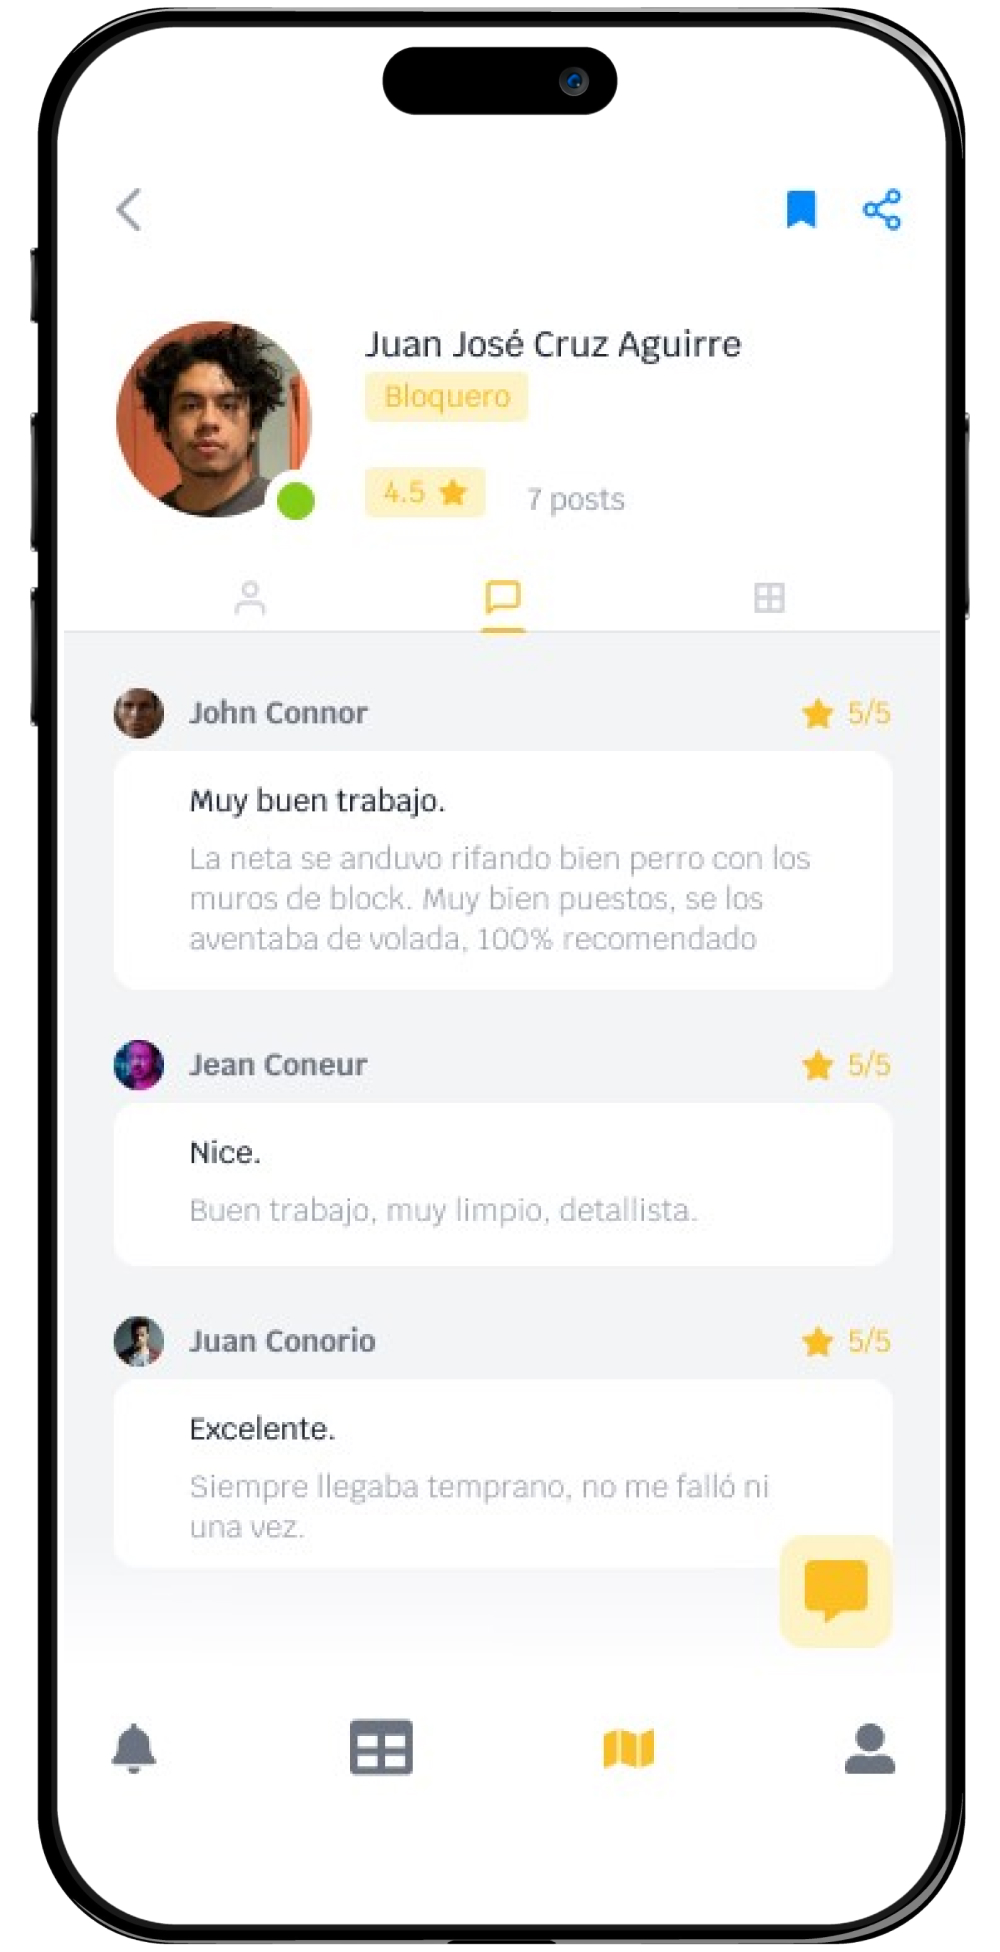 Juan José Cruz Aguirre
Bloquero
4.5
7 posts
John Connor
5/5
Muy buen trabajo.
La neta se anduvo rifando bien perro con los
muros de block. Muy bien puestos, se los
aventaba de volada, 100% recomendado
Jean Coneur
5/5
Nice.
Buen trabajo, muy limpio, detallista.
Juan Conorio
5/5
Excelente.
Siempre llegaba temprano, no me falló ni
una vez.